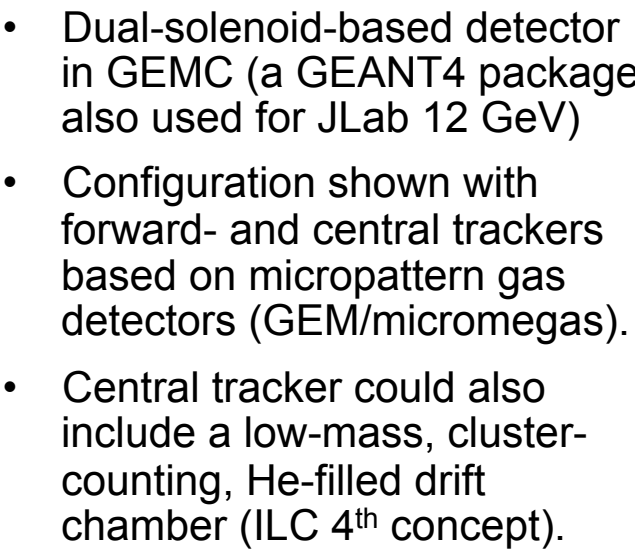 • Dual-solenoid-based detector
in GEMC (a GEANT4 package
also used for JLab 12 GeV)
• Configuration shown with
forward- and central trackers
based on micropattern gas
detectors (GEM/micromegas).
• Central tracker could also
include a low-mass, cluster-
counting, He-filled drift
chamber (ILC 4th concept).